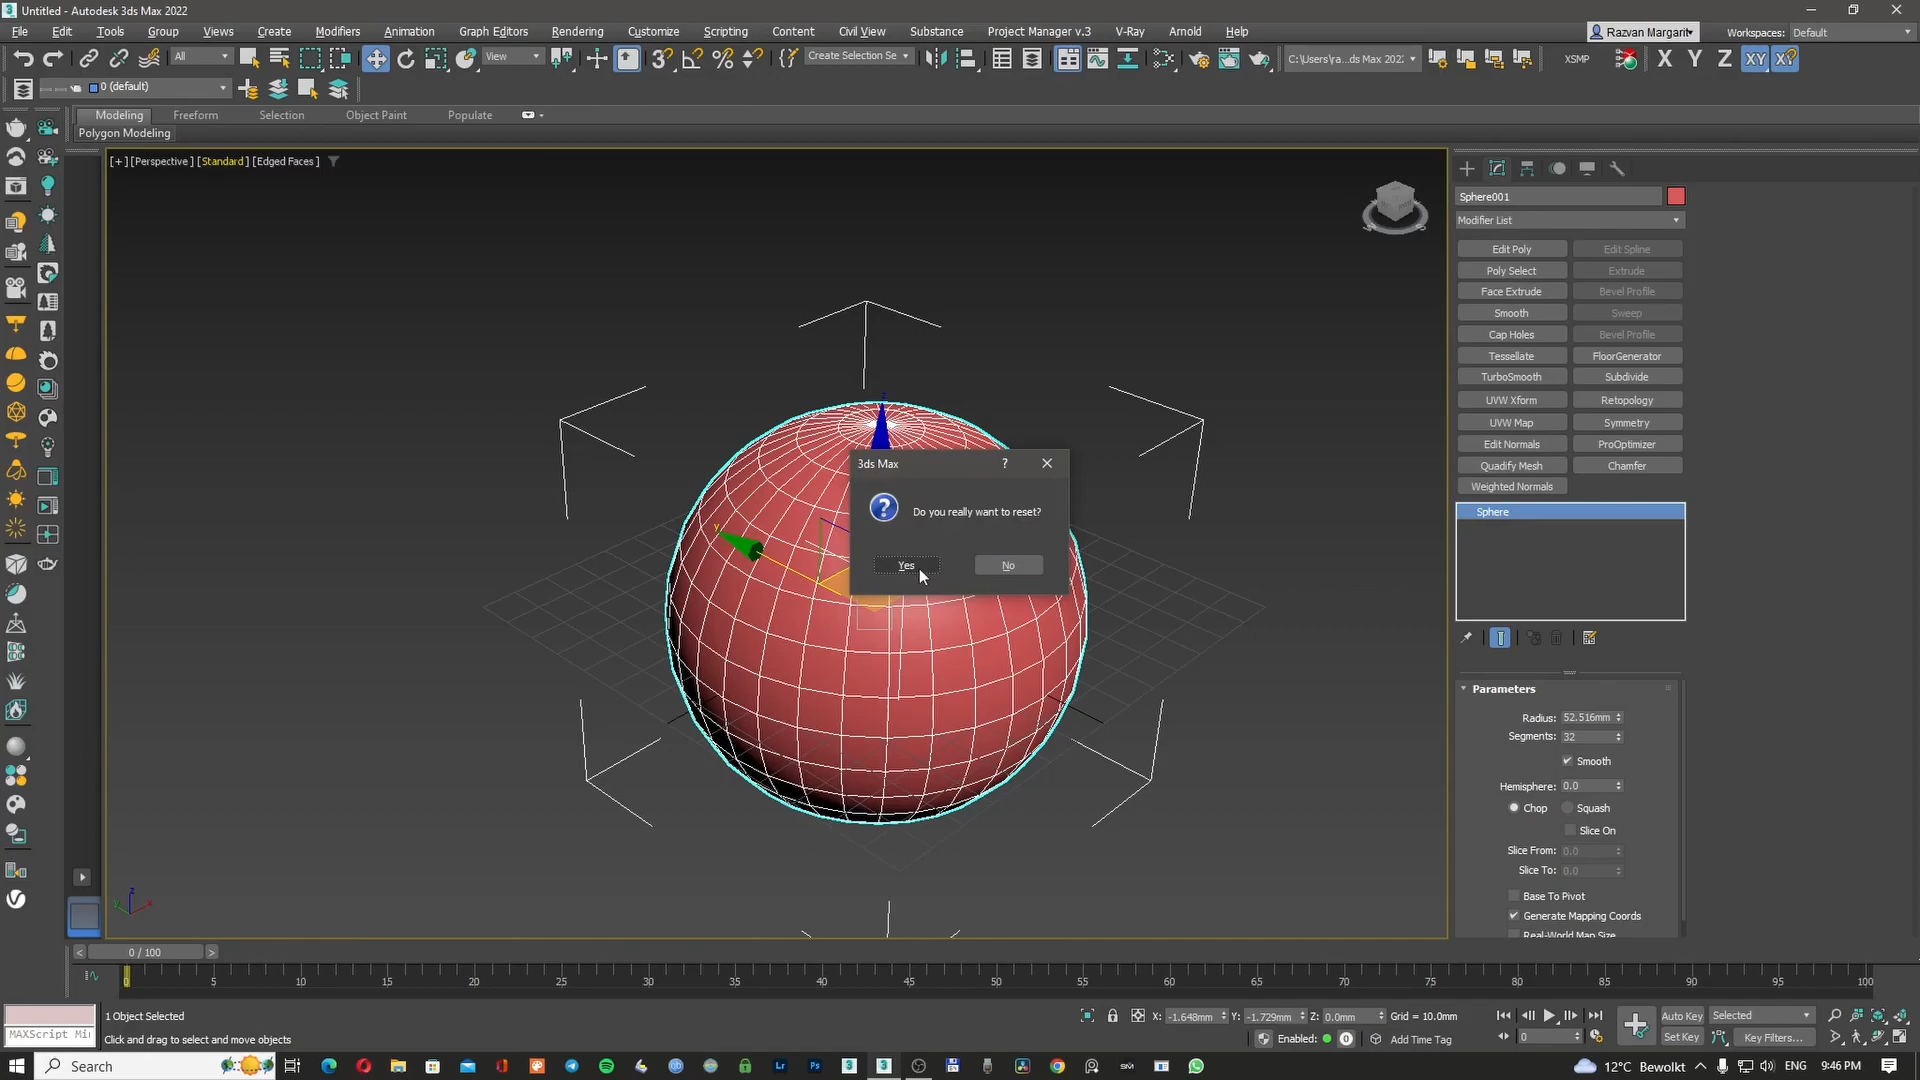 Untitled - Autodesk 3ds Max 2022
File Edit Tools Group Views Create Modifiers Animation Graph Editors Rendering Customize Scripting Content Civil View Substance Project Manager v.3 V-Ray Arnold Help
Razvan Margarit
Workspaces: Default
All
View
Create Selection Se
C:\Users\ra...ds Max 2022:
XSMP
X Y Z XY
0 (default)
Modeling Freeform Selection Object Paint Populate
Polygon Modeling
[+] [Perspective ] [Standard ] [Edged Faces ]
Sphere001
Modifier List
Edit Poly Edit Spline
Poly Select Extrude
Face Extrude Bevel Profile
Smooth Sweep
Cap Holes Bevel Profile
Tessellate FloorGenerator
TurboSmooth Subdivide
UVW Xform Retopology
UVW Map Symmetry
Edit Normals ProOptimizer
Quadify Mesh Chamfer
Weighted Normals
Sphere
3ds Max ?
Do you really want to reset?
Yes No
z
y
Parameters
Radius: 52.516mm
Segments: 32
Smooth
Hemisphere: 0.0
Chop Squash
Slice On
Slice From: 0.0
Slice To: 0.0
Base To Pivot
Generate Mapping Coords
Real-World Map Size
z
y x
< 0 / 100 >
0 5 10 15 20 25 30 35 40 45 50 55 60 65 70 75 80 85 90 95 100
1 Object Selected
X: -1.648mm Y: -1.729mm Z: 0.0mm Grid = 10.0mm
Auto Key Selected
MAXScript Mi
Click and drag to select and move objects
Enabled: 0 Add Time Tag
0
Set Key Key Filters...
Search
Lr Ps
12°C Bewolkt
ENG 9:46 PM